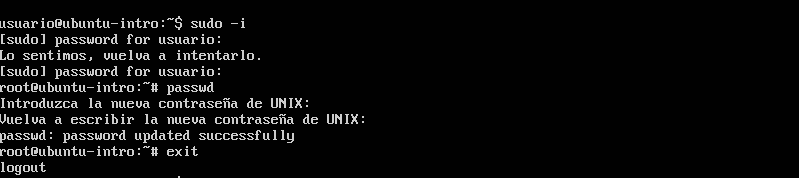 usuario@ubuntu-intro:~$ sudo -i
[sudo] password for usuario:
Lo sentimos, vuelva a intentarlo.
[sudo] password for usuario:
root@ubuntu-intro:~# passwd
Introduzca la nueva contraseña de UNIX:
Vuelva a escribir la nueva contraseña de UNIX:
passwd: password updated successfully
root@ubuntu-intro:~# exit
logout